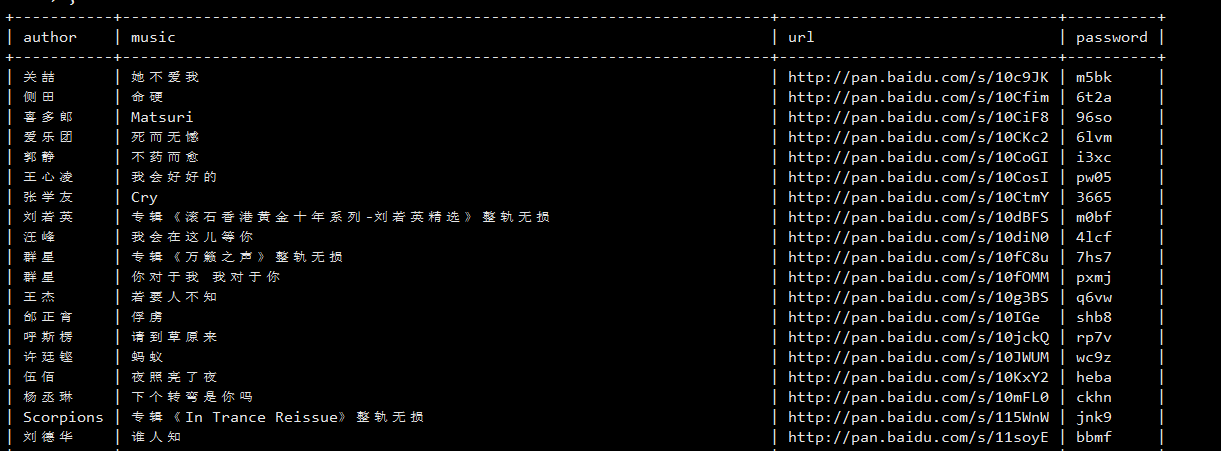 author music url password
关喆 她不爱我 http://pan.baidu.com/s/10c9JK m5bk
侧田 命硬 http://pan.baidu.com/s/10Cfim 6t2a
喜多郎 Matsuri http://pan.baidu.com/s/10CiF8 96so
爱乐团 死而无憾 http://pan.baidu.com/s/10CKc2 6lvm
郭静 不药而愈 http://pan.baidu.com/s/10CoGI i3xc
王心凌 我会好好的 http://pan.baidu.com/s/10CosI pw05
张学友 Cry http://pan.baidu.com/s/10CtmY 3665
刘若英 专辑《滚石香港黄金十年系列-刘若英精选》整轨无损 http://pan.baidu.com/s/10dBFS m0bf
汪峰 我会在这儿等你 http://pan.baidu.com/s/10diN0 4lcf
群星 专辑《万籁之声》整轨无损 http://pan.baidu.com/s/10fC8u 7hs7
群星 你对于我 我对于你 http://pan.baidu.com/s/10fOMM pxmj
王杰 若要人不知 http://pan.baidu.com/s/10g3BS q6vw
邰正宵 俘虏 http://pan.baidu.com/s/10IGe shb8
呼斯楞 请到草原来 http://pan.baidu.com/s/10jckQ rp7v
许廷铿 蚂蚁 http://pan.baidu.com/s/10JWUM wc9z
伍佰 夜照亮了夜 http://pan.baidu.com/s/10KxY2 heba
杨丞琳 下个转弯是你吗 http://pan.baidu.com/s/10mFL0 ckhn
Scorpions 专辑《In Trance Reissue》整轨无损 http://pan.baidu.com/s/115WnW jnk9
刘德华 谁人知 http://pan.baidu.com/s/11soyE bbmf